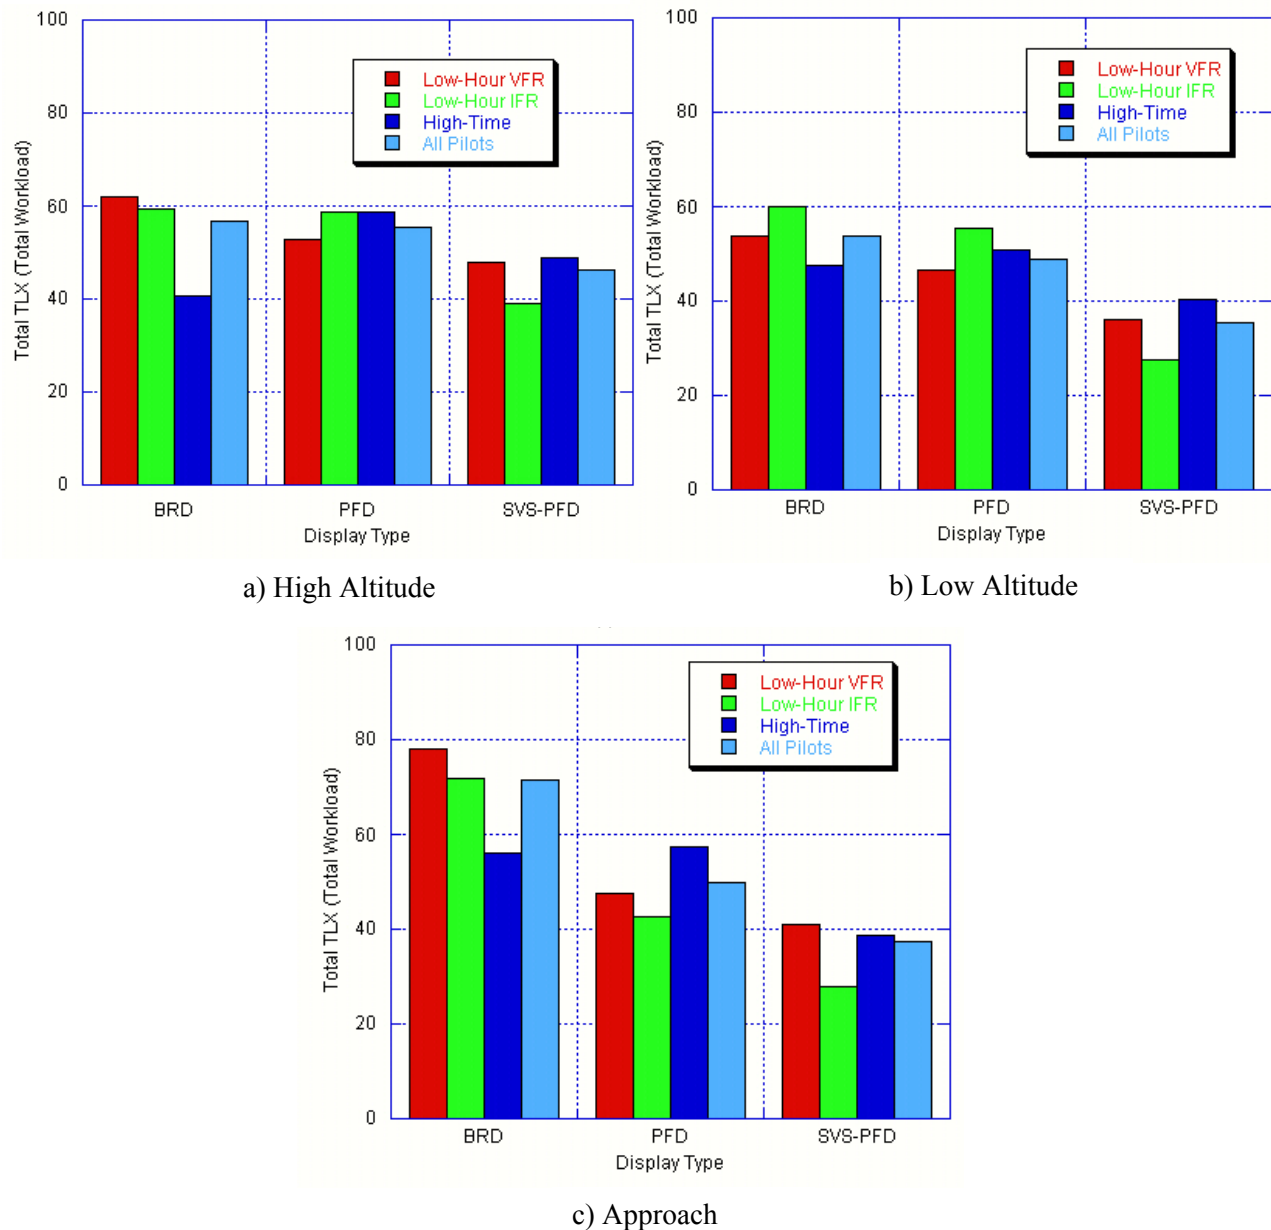 100
80
60
40
20
0
Total TLX (Total Workload)
Low-Hour VFR
Low-Hour IFR
High-Time
All Pilots
BRD PFD SVS-PFD
Display Type
a) High Altitude
100
80
60
40
20
0
Total TLX (Total Workload)
Low-Hour VFR
Low-Hour IFR
High-Time
All Pilots
BRD PFD SVS-PFD
Display Type
b) Low Altitude
100
80
60
40
20
0
Total TLX (Total Workload)
Low-Hour VFR
Low-Hour IFR
High-Time
All Pilots
BRD PFD SVS-PFD
Display Type
c) Approach